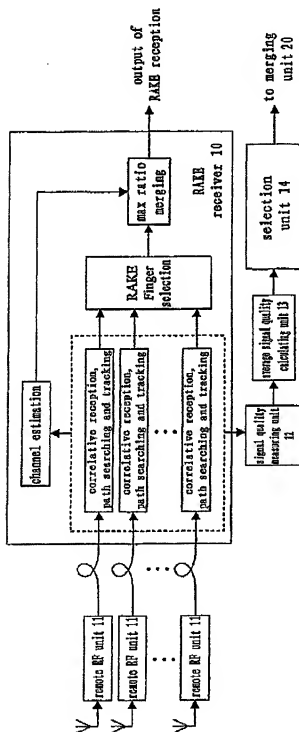 remote RF unit 11
remote RF unit 11
remote RF unit 11
channel estimation
correlative reception,
path searching and tracking
correlative reception,
path searching and tracking
correlative reception,
path searching and tracking
RAKE
Finger
selection
max ratio
merging
RAKE
receiver 10
output of
RAKE reception
signal quality
measuring unit
12
average signal quality
calculating unit 13
selection
unit 14
to merging
unit 20